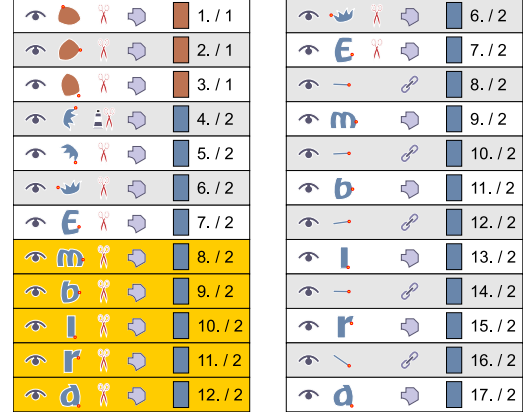 1. / 1
2. / 1
3. / 1
4. / 2
5. / 2
6. / 2
E 7. / 2
m 8. / 2
b 9. / 2
l 10. / 2
r 11. / 2
a 12. / 2
6. / 2
E 7. / 2
8. / 2
m 9. / 2
10. / 2
b 11. / 2
12. / 2
l 13. / 2
14. / 2
r 15. / 2
16. / 2
a 17. / 2